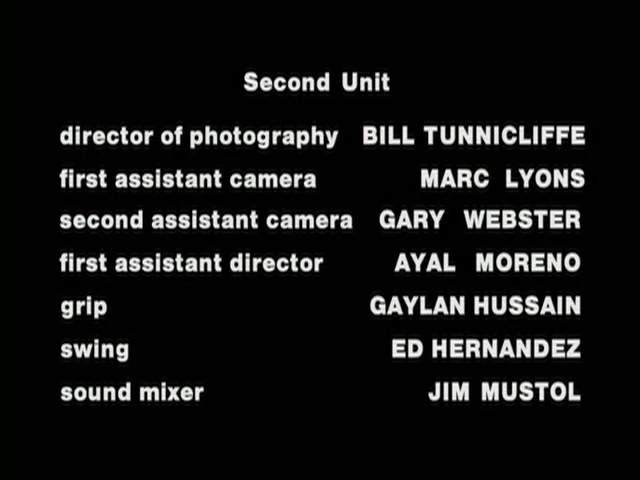 Second Unit
director of photography BILL TUNNICLIFFE
first assistant camera MARC LYONS
second assistant camera GARY WEBSTER
first assistant director AYAL MORENO
grip GAYLAN HUSSAIN
swing ED HERNANDEZ
sound mixer JIM MUSTOL